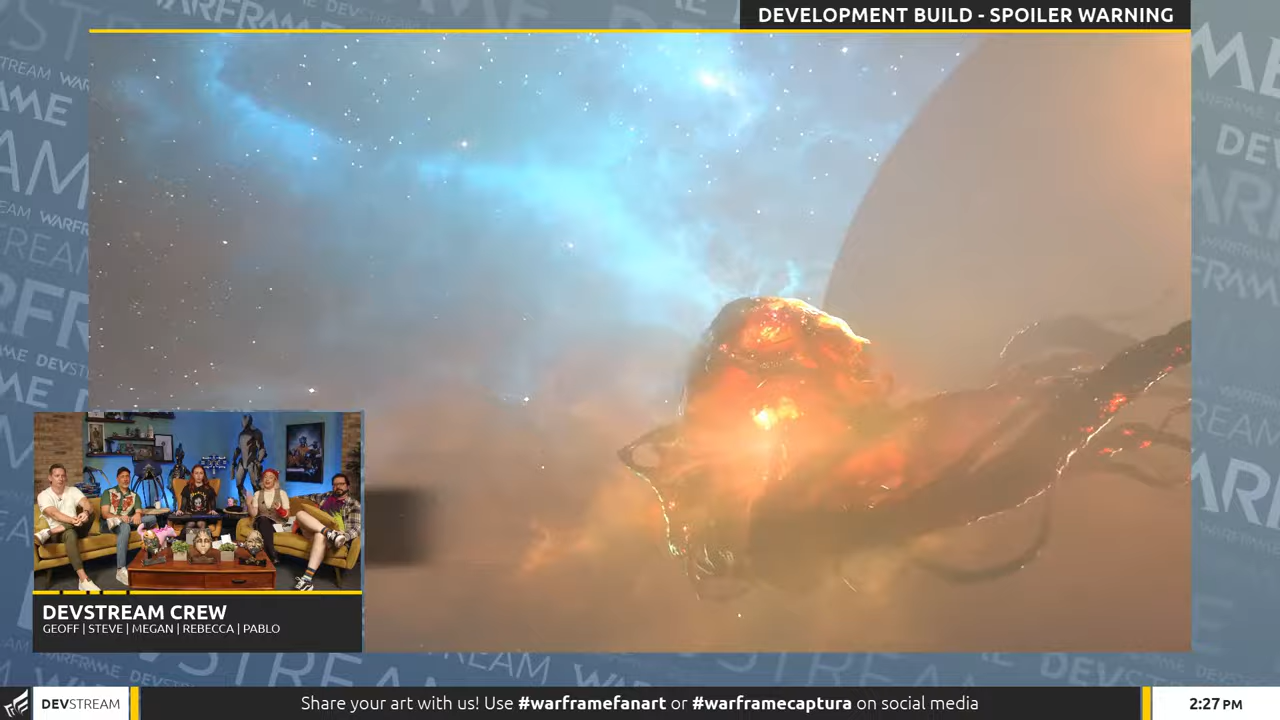 DEVELOPMENT BUILD - SPOILER WARNING
DEVSTREAM CREW
GEOFF | STEVE | MEGAN | REBECCA | PABLO
DEVSTREAM
Share your art with us! Use #warframefanart or #warframecaptura on social media
2:27 PM